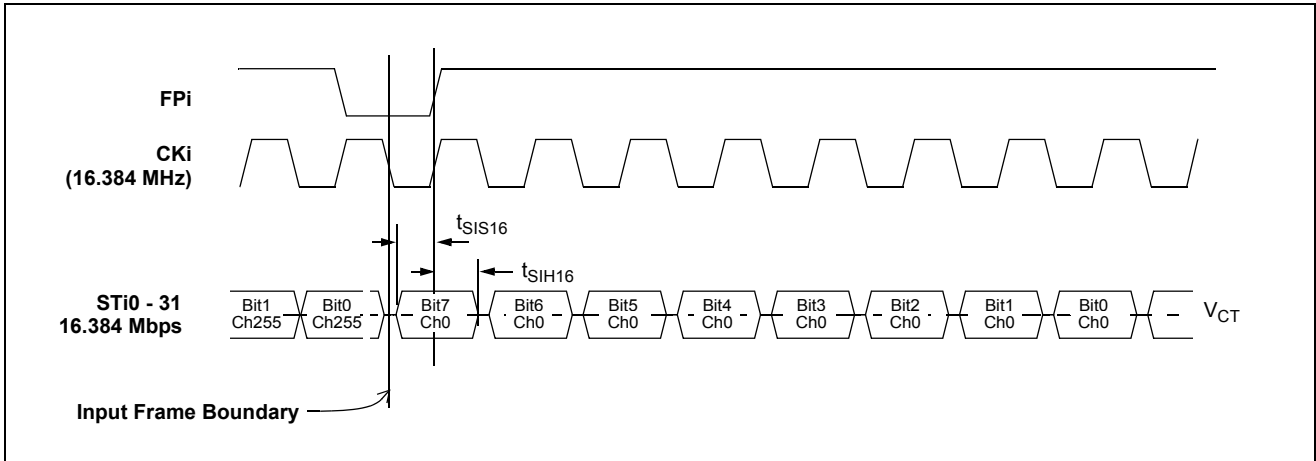 FPi
CKi
(16.384 MHz)
tSIS16
tSIH16
STi0 - 31
16.384 Mbps
Bit1
Ch255
Bit0
Ch255
Bit7
Ch0
Bit6
Ch0
Bit5
Ch0
Bit4
Ch0
Bit3
Ch0
Bit2
Ch0
Bit1
Ch0
Bit0
Ch0
VCT
Input Frame Boundary